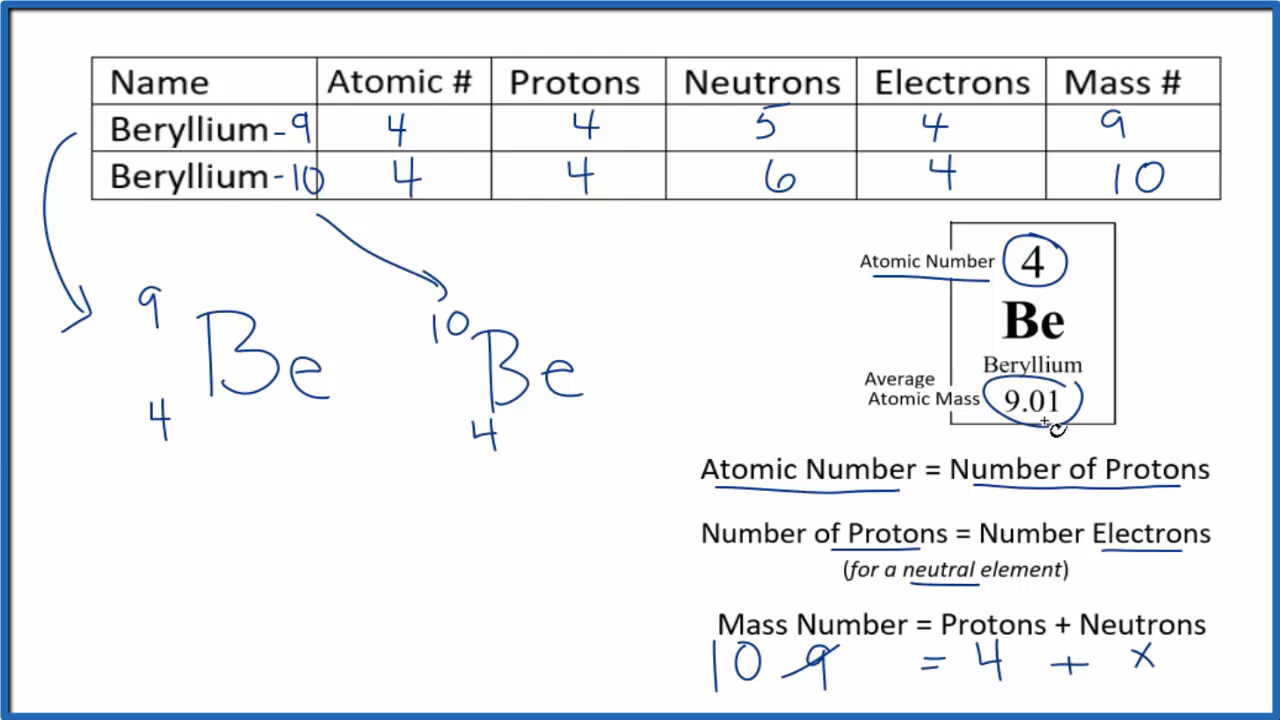 Name Atomic # Protons Neutrons Electrons Mass #
Beryllium-9 4 4 5 4 9
Beryllium-10 4 4 6 4 10
Atomic Number 4
Be
Beryllium
Average
Atomic Mass 9.01
9
Be
4
10
Be
4
Atomic Number = Number of Protons
Number of Protons = Number Electrons
(for a neutral element)
Mass Number = Protons + Neutrons
10 9 = 4 + x